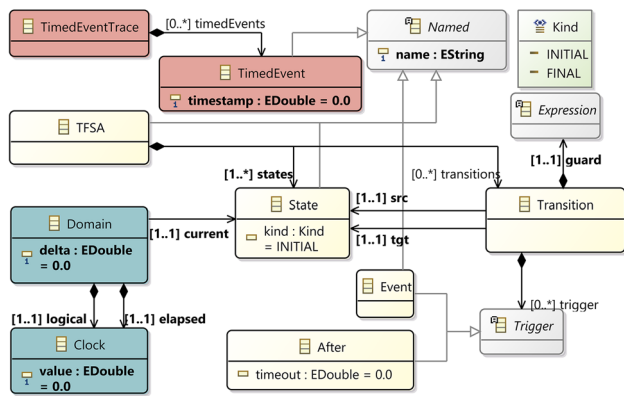 TimedEventTrace
[0..*] timedEvents
Named
name : EString
Kind
INITIAL
FINAL
TimedEvent
timestamp : EDouble = 0.0
Expression
TFSA
[1..1] guard
[1..*] states
[0..*] transitions
Domain
delta : EDouble
= 0.0
[1..1] current
State
kind : Kind
= INITIAL
[1..1] src
[1..1] tgt
Transition
Event
[0..*] trigger
[1..1] logical
[1..1] elapsed
Trigger
Clock
value : EDouble
= 0.0
After
timeout : EDouble = 0.0